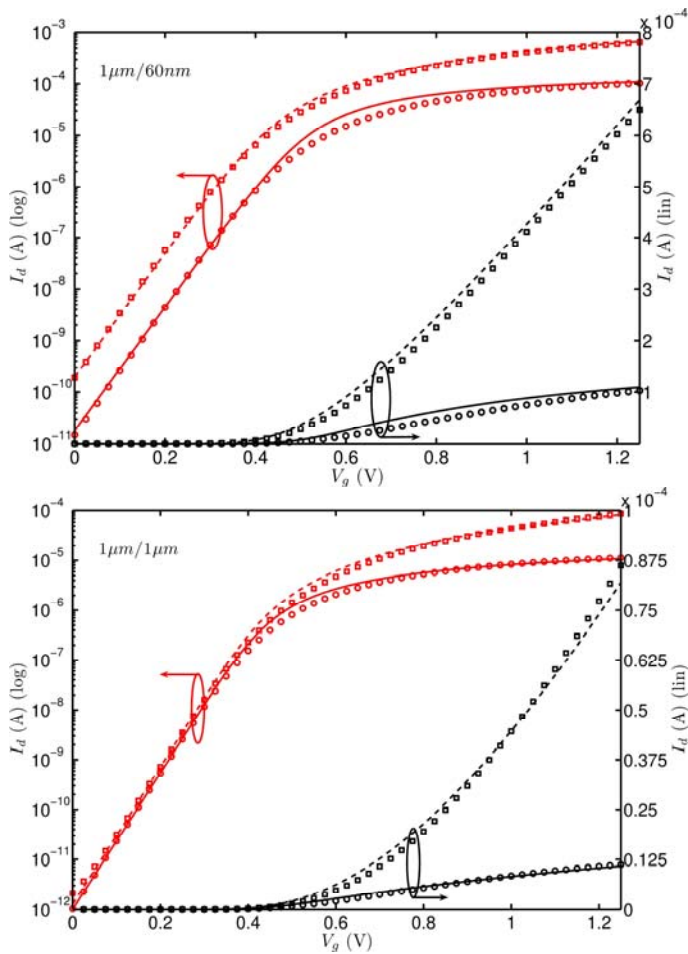 x 10⁻⁴
10⁻³ 8
1μm/60nm
10⁻⁴ 7
10⁻⁵ 6
10⁻⁶ 5
10⁻⁷ 4
10⁻⁸ 3
10⁻⁹ 2
10⁻¹⁰ 1
10⁻¹¹
I_d (A) (log)
I_d (A) (lin)
0 0.2 0.4 0.6 0.8 1 1.2
V_g (V)
x 10⁻⁴
10⁻⁴ 1
1μm/1μm
10⁻⁵ 0.875
10⁻⁶ 0.75
10⁻⁷ 0.625
10⁻⁸ 0.5
10⁻⁹ 0.375
10⁻¹⁰ 0.25
10⁻¹¹ 0.125
10⁻¹² 0
I_d (A) (log)
I_d (A) (lin)
0 0.2 0.4 0.6 0.8 1 1.2
V_g (V)